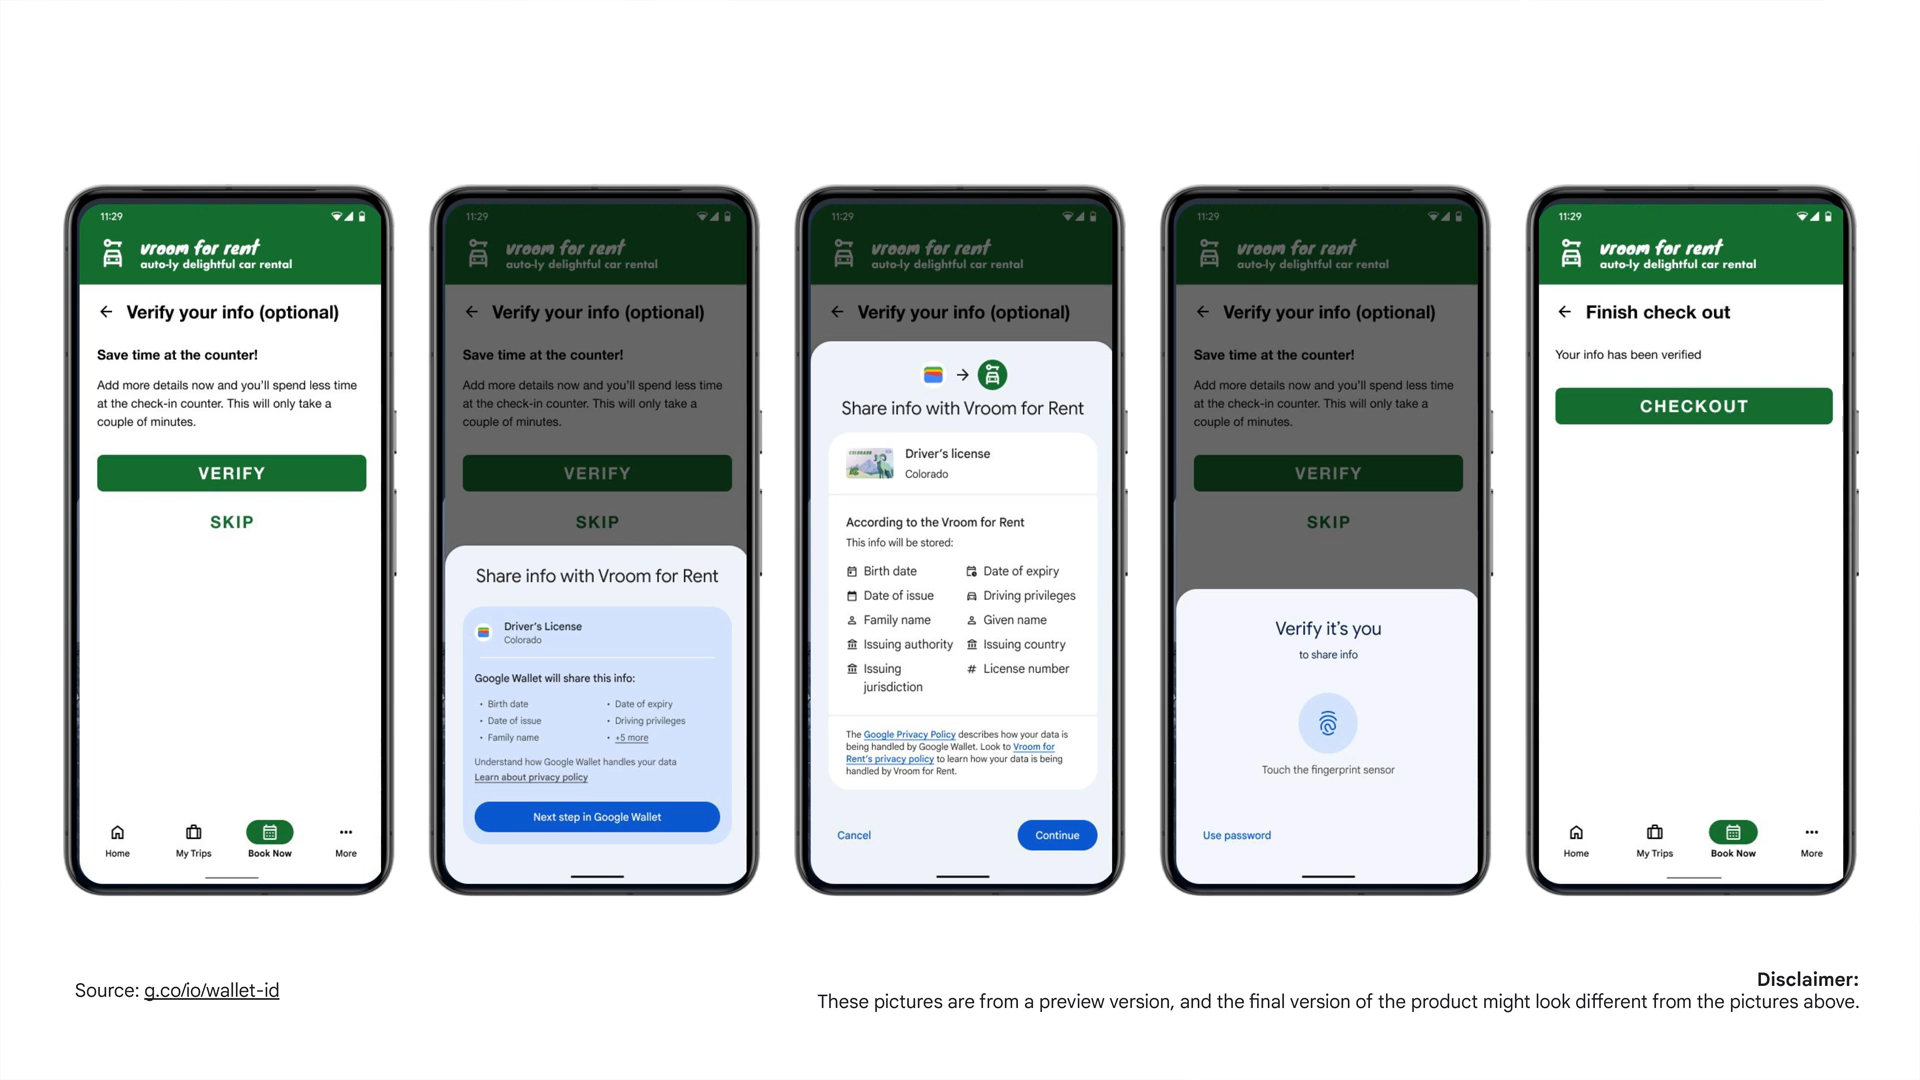 11:29
vroom for rent
auto-ly delightful car rental
Verify your info (optional)
Save time at the counter!
Add more details now and you'll spend less time
at the check-in counter. This will only take a
couple of minutes.
VERIFY
SKIP
Home
My Trips
Book Now
More
11:29
vroom for rent
auto-ly delightful car rental
Verify your info (optional)
Save time at the counter!
Add more details now and you'll spend less time
at the check-in counter. This will only take a
couple of minutes.
VERIFY
SKIP
Share info with Vroom for Rent
Driver's License
Colorado
Google Wallet will share this info:
• Birth date
• Date of expiry
• Date of issue
• Driving privileges
• Family name
• +5 more
Understand how Google Wallet handles your data
Learn about privacy policy
Next step in Google Wallet
11:29
vroom for rent
auto-ly delightful car rental
Verify your info (optional)
Share info with Vroom for Rent
COLORADO
Driver's license
Colorado
According to the Vroom for Rent
This info will be stored:
Birth date
Date of expiry
Date of issue
Driving privileges
Family name
Given name
Issuing authority
Issuing country
Issuing
jurisdiction
# License number
The Google Privacy Policy describes how your data is
being handled by Google Wallet. Look to Vroom for
Rent's privacy policy to learn how your data is being
handled by Vroom for Rent.
Cancel
Continue
11:29
vroom for rent
auto-ly delightful car rental
Verify your info (optional)
Save time at the counter!
Add more details now and you'll spend less time
at the check-in counter. This will only take a
couple of minutes.
VERIFY
SKIP
Verify it's you
to share info
Touch the fingerprint sensor
Use password
11:29
vroom for rent
auto-ly delightful car rental
Finish check out
Your info has been verified
CHECKOUT
Home
My Trips
Book Now
More
Source: g.co/io/wallet-id
Disclaimer:
These pictures are from a preview version, and the final version of the product might look different from the pictures above.